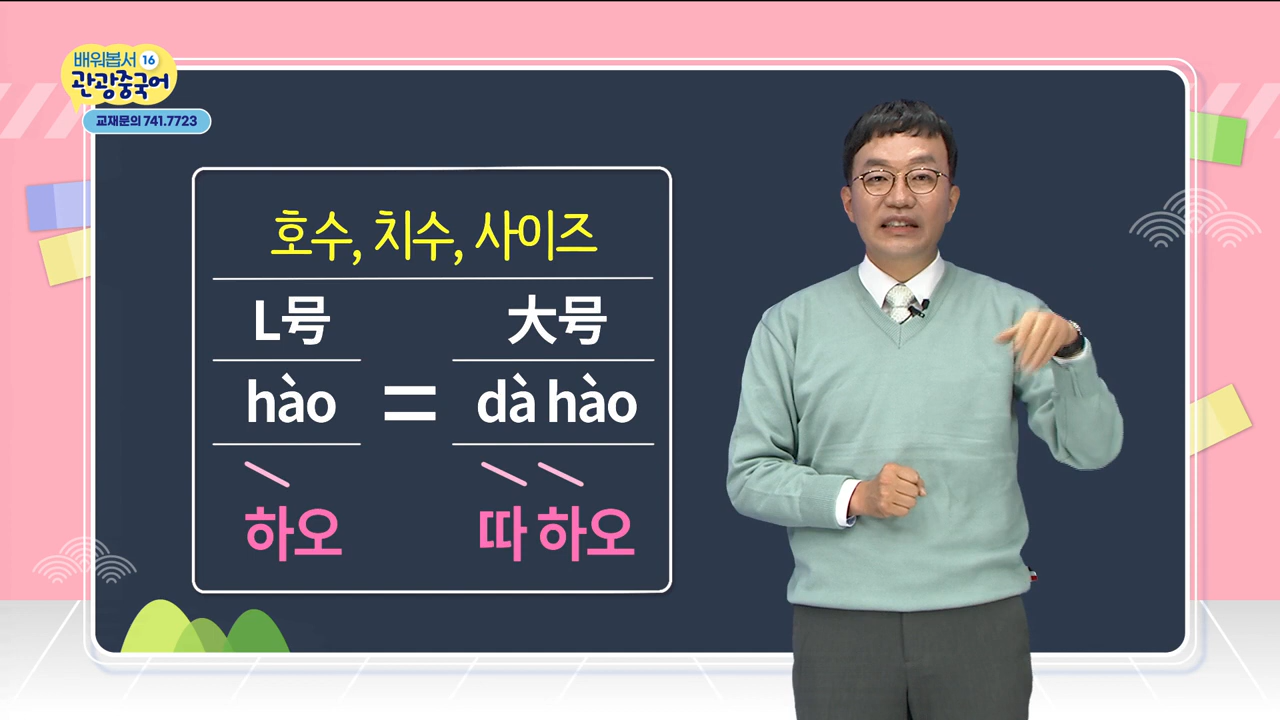 배워봅서 16
관광중국어
교재문의 741.7723
호수, 치수, 사이즈
L号 大号
hào = dà hào
하오 따 하오